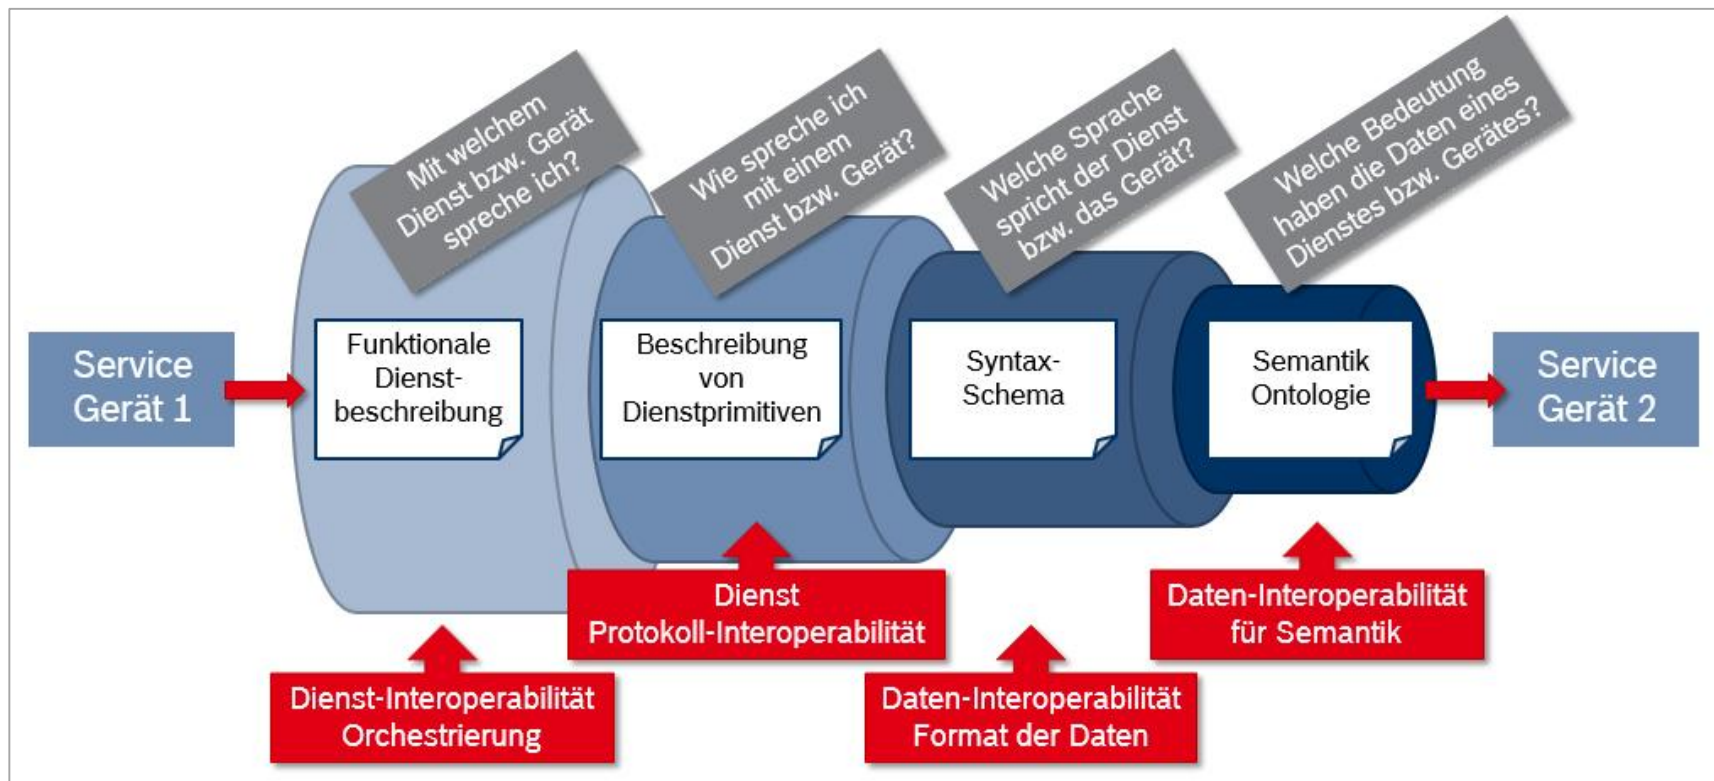 Mit welchem
Dienst bzw. Gerät
spreche ich?
Wie spreche ich
mit einem
Dienst bzw. Gerät?
Welche Sprache
spricht der Dienst
bzw. das Gerät?
Welche Bedeutung
haben die Daten eines
Dienstes bzw. Gerätes?
Service
Gerät 1
Funktionale
Dienst-
beschreibung
Beschreibung
von
Dienstprimitiven
Syntax-
Schema
Semantik
Ontologie
Service
Gerät 2
Dienst
Protokoll-Interoperabilität
Daten-Interoperabilität
für Semantik
Dienst-Interoperabilität
Orchestrierung
Daten-Interoperabilität
Format der Daten